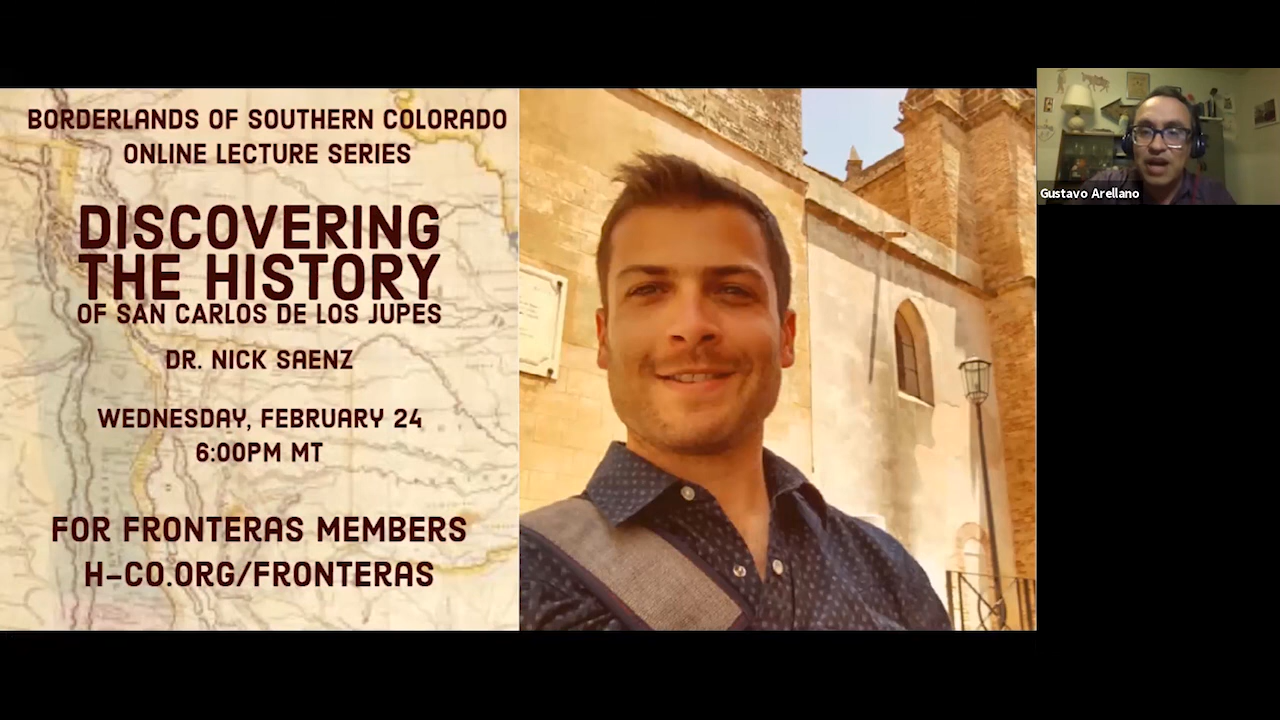 BORDERLANDS OF SOUTHERN COLORADO
ONLINE LECTURE SERIES
DISCOVERING
THE HISTORY
OF SAN CARLOS DE LOS JUPES
DR. NICK SAENZ
WEDNESDAY, FEBRUARY 24
6:00PM MT
FOR FRONTERAS MEMBERS
H-CO.ORG/FRONTERAS
Gustavo Arellano